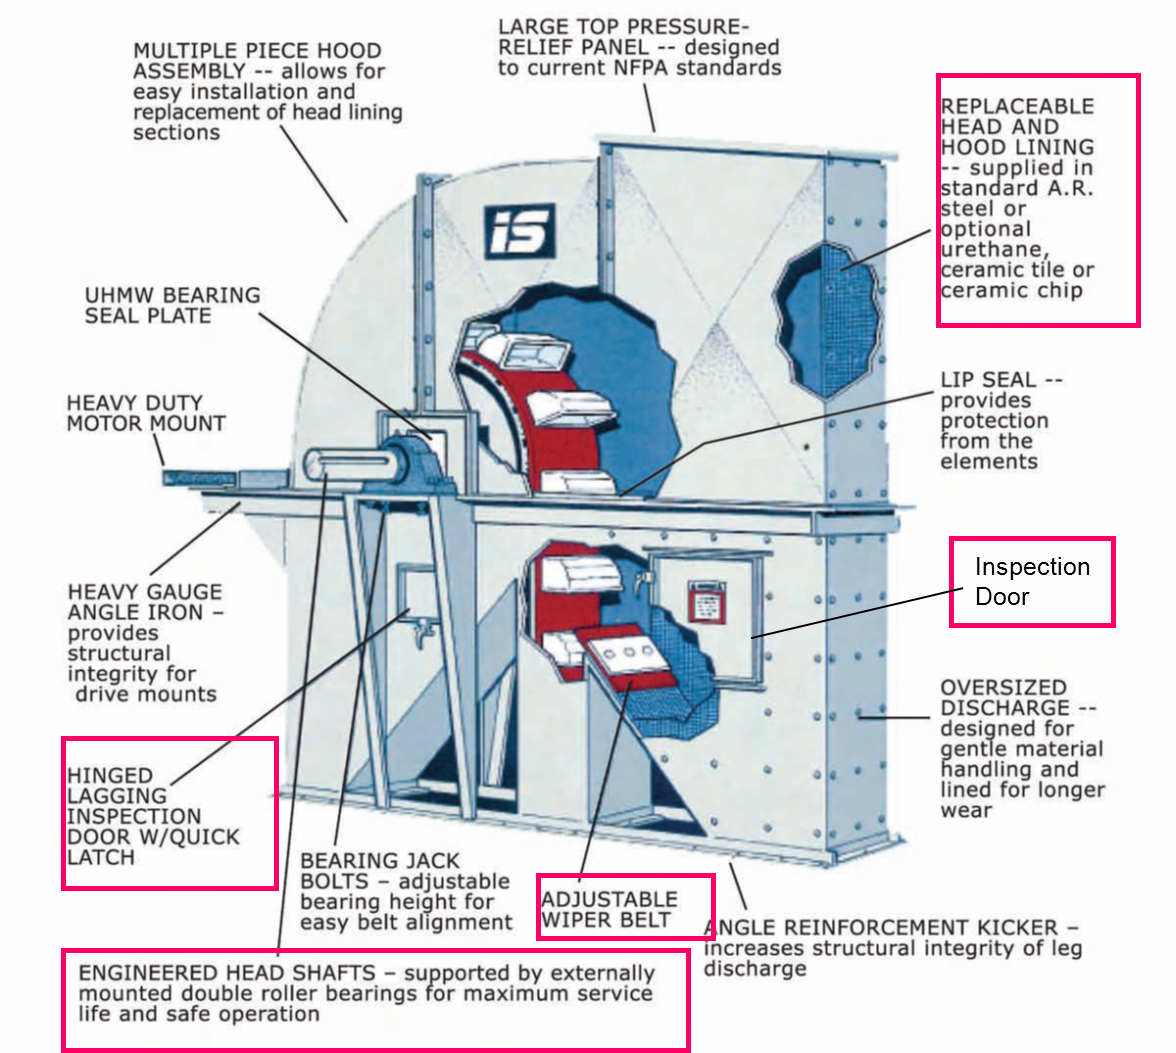 MULTIPLE PIECE HOOD
ASSEMBLY -- allows for
easy installation and
replacement of head lining
sections
LARGE TOP PRESSURE-
RELIEF PANEL -- designed
to current NFPA standards
REPLACEABLE
HEAD AND
HOOD LINING
-- supplied in
standard A.R.
steel or
optional
urethane,
ceramic tile or
ceramic chip
iS
UHMW BEARING
SEAL PLATE
HEAVY DUTY
MOTOR MOUNT
LIP SEAL --
provides
protection
from the
elements
Inspection
Door
HEAVY GAUGE
ANGLE IRON –
provides
structural
integrity for
drive mounts
OVERSIZED
DISCHARGE --
designed for
gentle material
handling and
lined for longer
wear
HINGED
LAGGING
INSPECTION
DOOR W/QUICK
LATCH
BEARING JACK
BOLTS – adjustable
bearing height for
easy belt alignment
ADJUSTABLE
WIPER BELT
ANGLE REINFORCEMENT KICKER –
increases structural integrity of leg
discharge
ENGINEERED HEAD SHAFTS – supported by externally
mounted double roller bearings for maximum service
life and safe operation